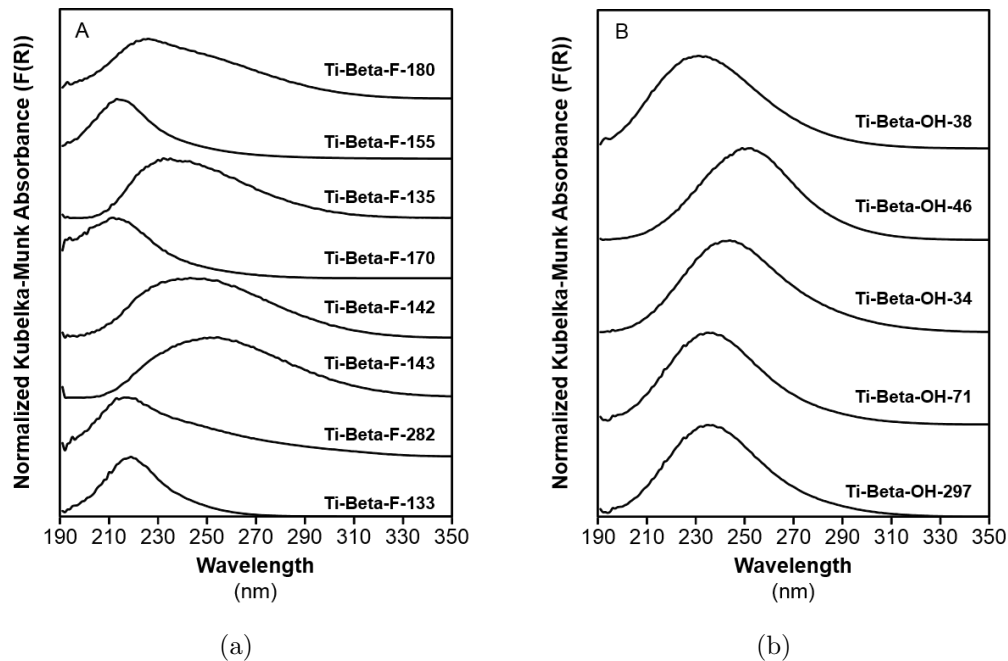 A
Normalized Kubelka-Munk Absorbance (F(R))
Ti-Beta-F-180
Ti-Beta-F-155
Ti-Beta-F-135
Ti-Beta-F-170
Ti-Beta-F-142
Ti-Beta-F-143
Ti-Beta-F-282
Ti-Beta-F-133
190 210 230 250 270 290 310 330 350
Wavelength
(nm)
(a)
B
Normalized Kubelka-Munk Absorbance (F(R))
Ti-Beta-OH-38
Ti-Beta-OH-46
Ti-Beta-OH-34
Ti-Beta-OH-71
Ti-Beta-OH-297
190 210 230 250 270 290 310 330 350
Wavelength
(nm)
(b)